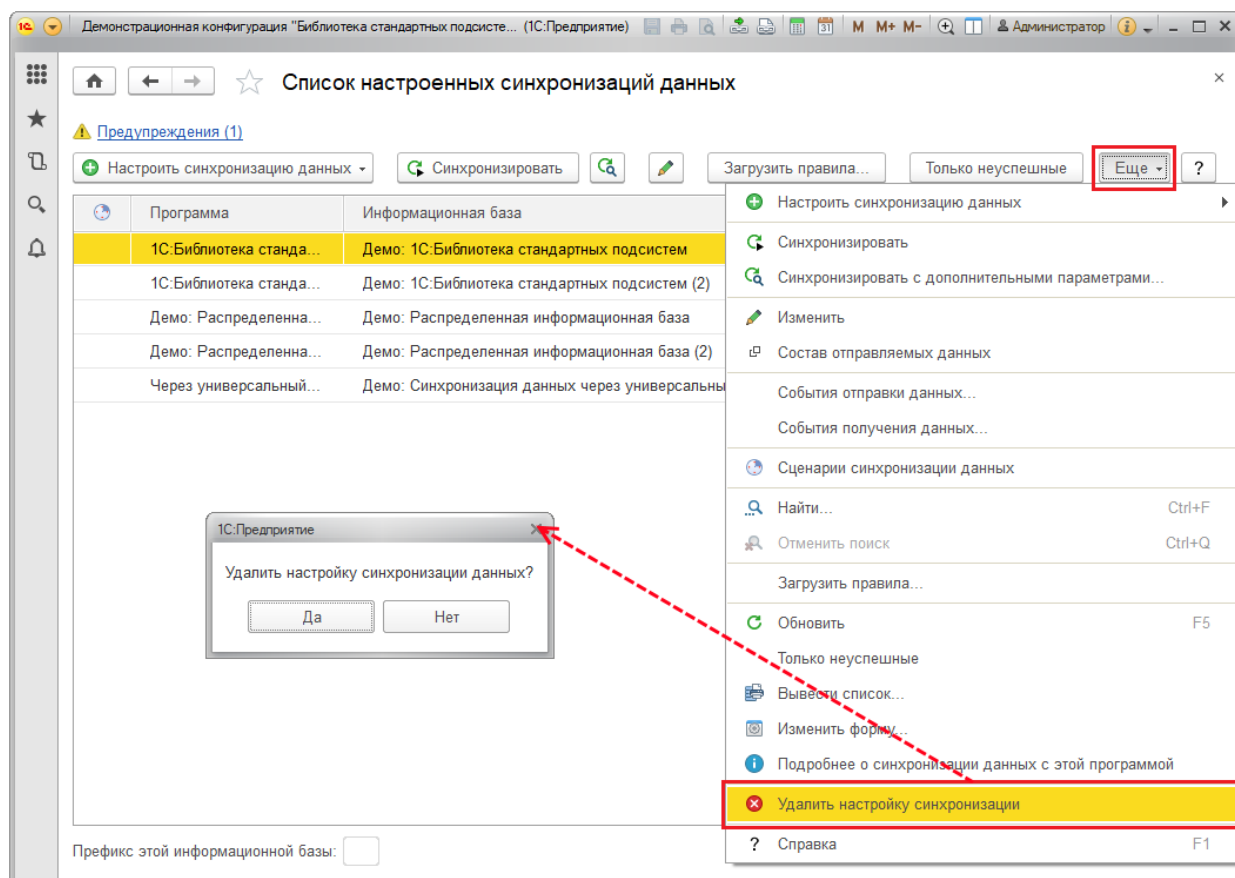 Демонстрационная конфигурация "Библиотека стандартных подсисте... (1С:Предприятие) M M+ M- Администратор
Список настроенных синхронизаций данных
Предупреждения (1)
Настроить синхронизацию данных Синхронизировать Загрузить правила... Только неуспешные Еще ?
Программа Информационная база
1С:Библиотека станда... Демо: 1С:Библиотека стандартных подсистем
1С:Библиотека станда... Демо: 1С:Библиотека стандартных подсистем (2)
Демо: Распределенна... Демо: Распределенная информационная база
Демо: Распределенна... Демо: Распределенная информационная база (2)
Через универсальный... Демо: Синхронизация данных через универсальны
Настроить синхронизацию данных
Синхронизировать
Синхронизировать с дополнительными параметрами...
Изменить
Состав отправляемых данных
События отправки данных...
События получения данных...
Сценарии синхронизации данных
Найти... Ctrl+F
Отменить поиск Ctrl+Q
Загрузить правила...
Обновить F5
Только неуспешные
Вывести список...
Изменить форму...
Подробнее о синхронизации данных с этой программой
Удалить настройку синхронизации
? Справка F1
1С:Предприятие
Удалить настройку синхронизации данных?
Да Нет
Префикс этой информационной базы: